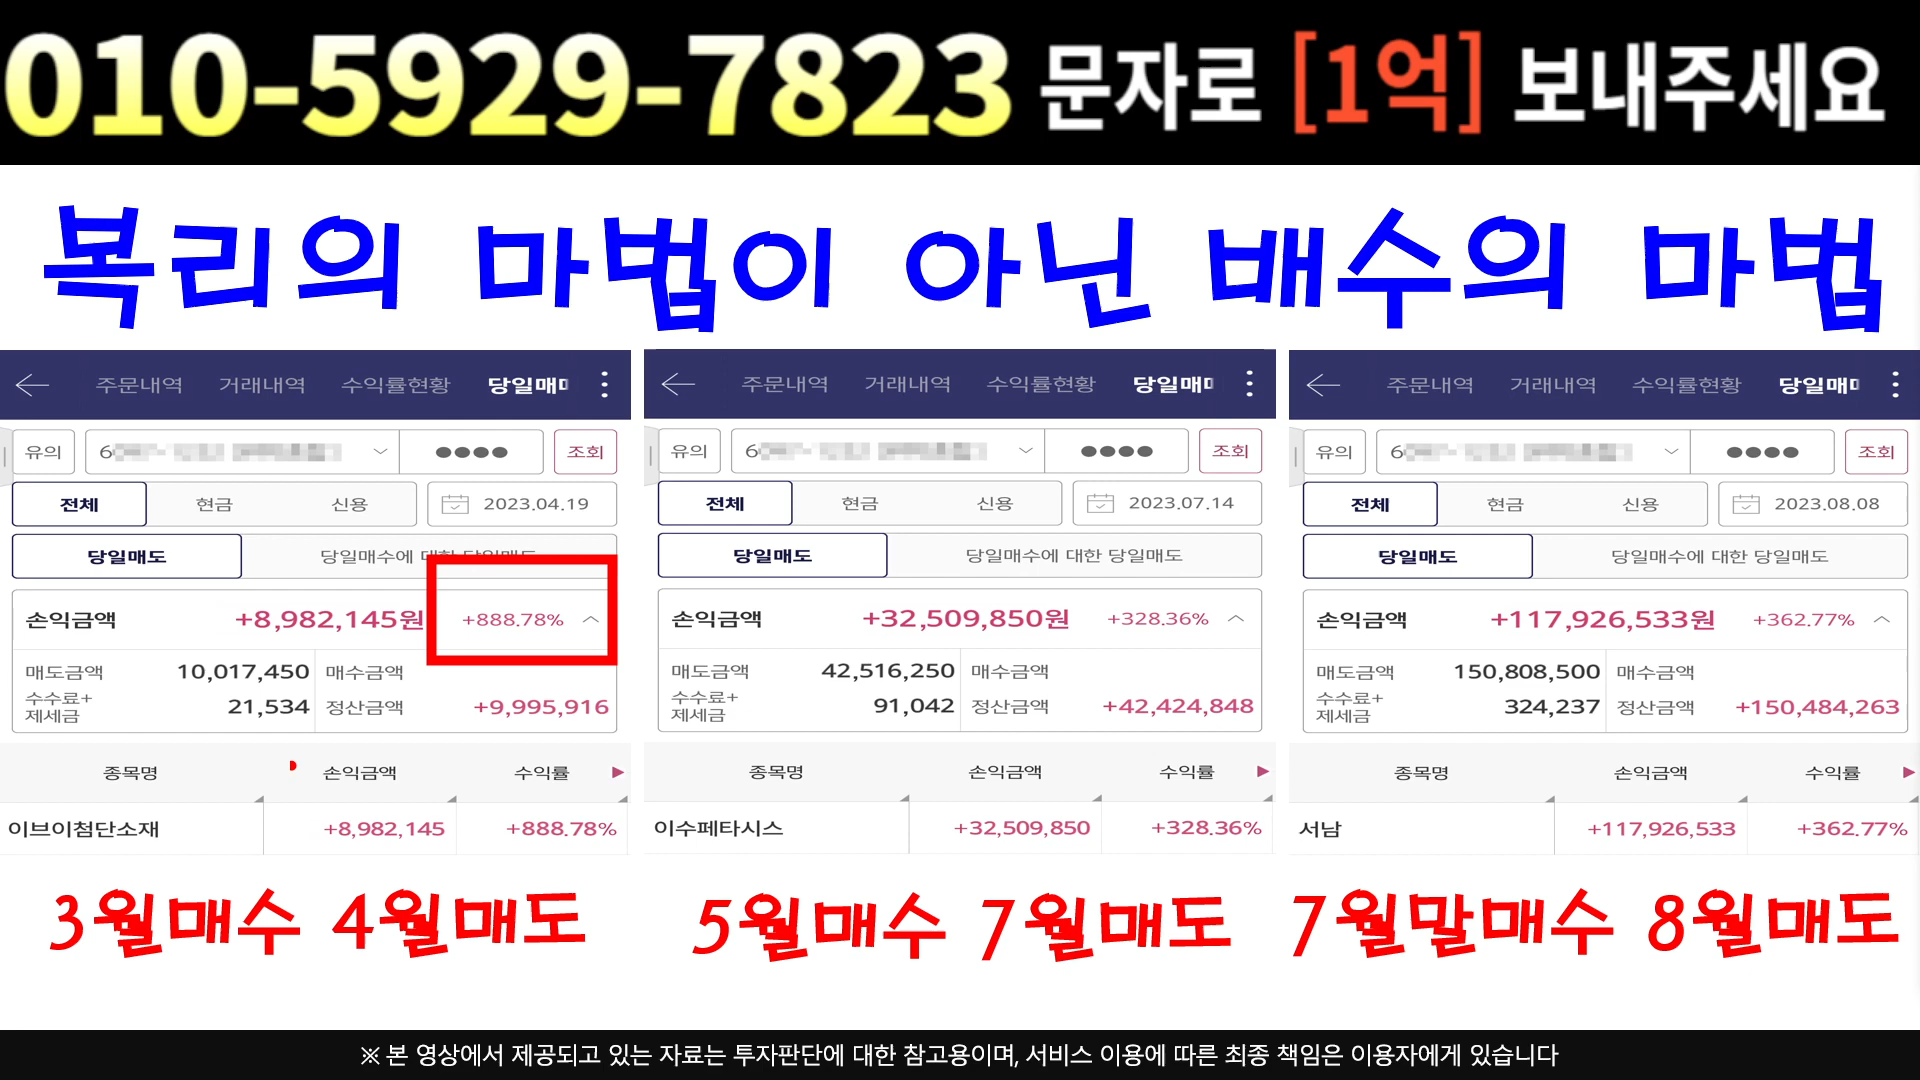 010-5929-7823 문자로 [1억] 보내주세요
복리의 마법이 아닌 배수의 마법
주문내역 거래내역 수익률현황 당일매
유의 6 ●●●● 조회
전체 현금 신용 2023.04.19
당일매도 당일매수에 대한 당일매도
손익금액 +8,982,145원 +888.78%
매도금액 10,017,450 매수금액
수수료+
제세금 21,534 정산금액 +9,995,916
종목명 손익금액 수익률
이브이첨단소재 +8,982,145 +888.78%
3월매수 4월매도
주문내역 거래내역 수익률현황 당일매
유의 6 ●●●● 조회
전체 현금 신용 2023.07.14
당일매도 당일매수에 대한 당일매도
손익금액 +32,509,850원 +328.36%
매도금액 42,516,250 매수금액
수수료+
제세금 91,042 정산금액 +42,424,848
종목명 손익금액 수익률
이수페타시스 +32,509,850 +328.36%
5월매수 7월매도
주문내역 거래내역 수익률현황 당일매
유의 6 ●●●● 조회
전체 현금 신용 2023.08.08
당일매도 당일매수에 대한 당일매도
손익금액 +117,926,533원 +362.77%
매도금액 150,808,500 매수금액
수수료+
제세금 324,237 정산금액 +150,484,263
종목명 손익금액 수익률
서남 +117,926,533 +362.77%
7월말매수 8월매도
※ 본 영상에서 제공되고 있는 자료는 투자판단에 대한 참고용이며, 서비스 이용에 따른 최종 책임은 이용자에게 있습니다